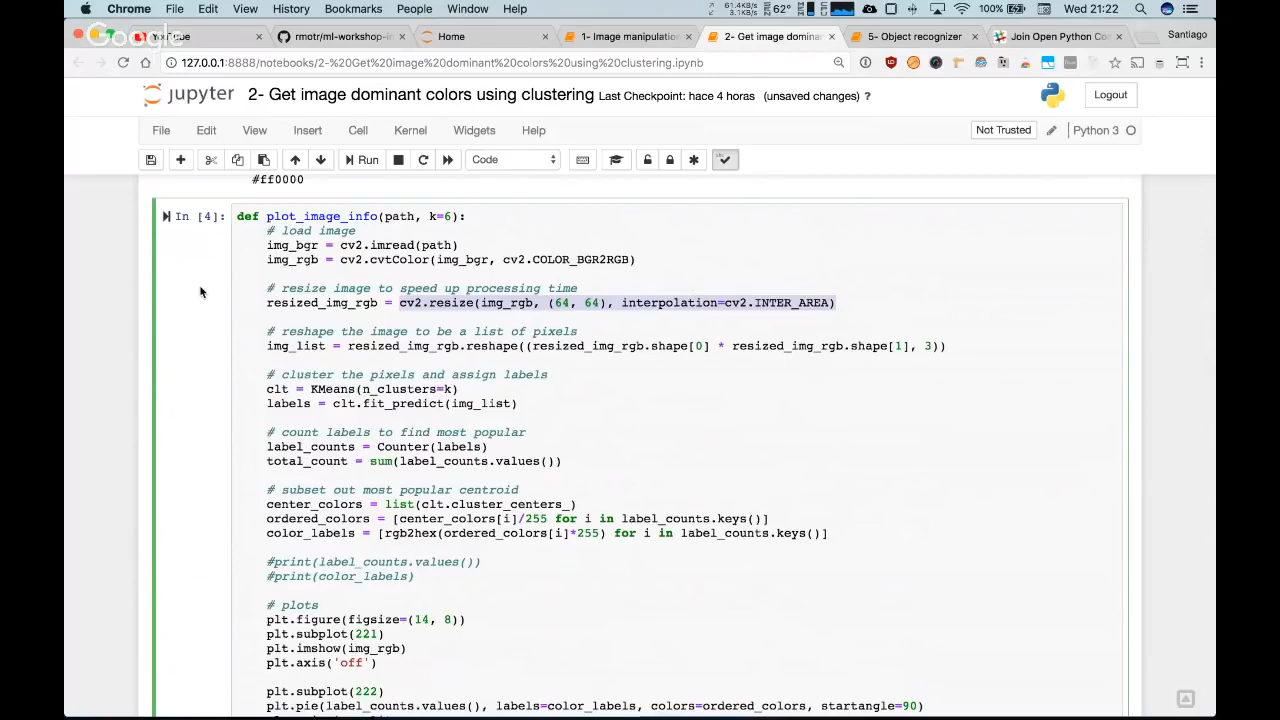 Chrome File Edit View History Bookmarks People Window Help 61.4KB/s 3.1KB/s 62° 100% Wed 21:22
Google
YouTube rmotr/ml-workshop-im Home 1- Image manipulation 2- Get image dominan 5- Object recognizer Join Open Python Co Santiago
127.0.0.1:8888/notebooks/2-%20Get%20image%20dominant%20colors%20using%20clustering.ipynb
jupyter 2- Get image dominant colors using clustering Last Checkpoint: hace 4 horas (unsaved changes) ? Logout
File Edit View Insert Cell Kernel Widgets Help Not Trusted Python 3
Run Code
#ff0000
In [4]: def plot_image_info(path, k=6):
# load image
img_bgr = cv2.imread(path)
img_rgb = cv2.cvtColor(img_bgr, cv2.COLOR_BGR2RGB)
# resize image to speed up processing time
resized_img_rgb = cv2.resize(img_rgb, (64, 64), interpolation=cv2.INTER_AREA)
# reshape the image to be a list of pixels
img_list = resized_img_rgb.reshape((resized_img_rgb.shape[0] * resized_img_rgb.shape[1], 3))
# cluster the pixels and assign labels
clt = KMeans(n_clusters=k)
labels = clt.fit_predict(img_list)
# count labels to find most popular
label_counts = Counter(labels)
total_count = sum(label_counts.values())
# subset out most popular centroid
center_colors = list(clt.cluster_centers_)
ordered_colors = [center_colors[i]/255 for i in label_counts.keys()]
color_labels = [rgb2hex(ordered_colors[i]*255) for i in label_counts.keys()]
#print(label_counts.values())
#print(color_labels)
# plots
plt.figure(figsize=(14, 8))
plt.subplot(221)
plt.imshow(img_rgb)
plt.axis('off')
plt.subplot(222)
plt.pie(label_counts.values(), labels=color_labels, colors=ordered_colors, startangle=90)